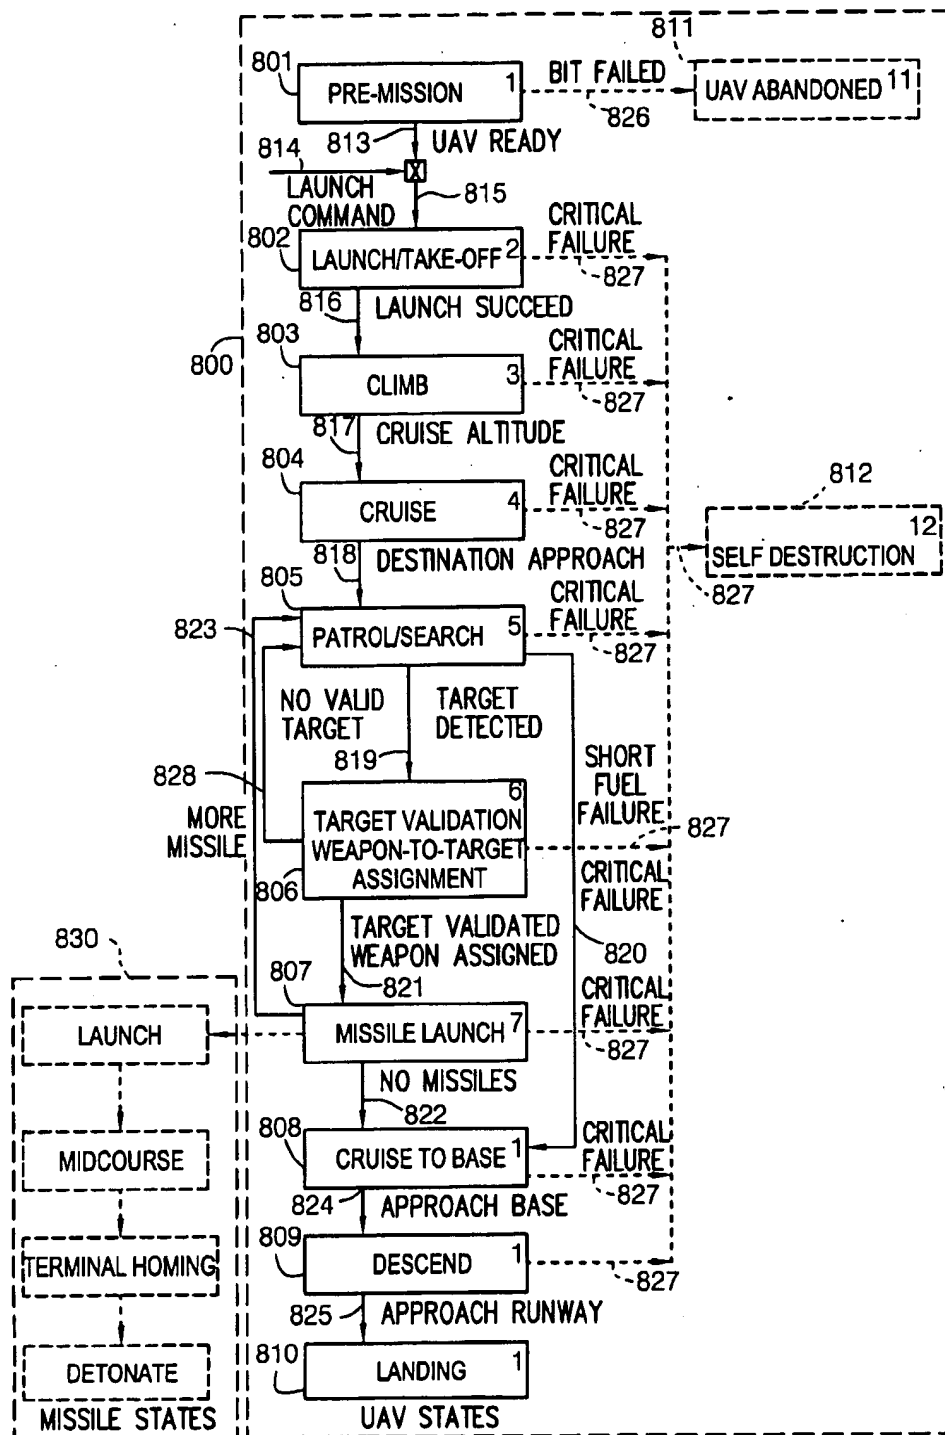 811
801
PRE-MISSION 1
BIT FAILED
826
UAV ABANDONED 11
813
UAV READY
814
X
LAUNCH
COMMAND
815
802
LAUNCH/TAKE-OFF 2
CRITICAL
FAILURE
827
816
LAUNCH SUCCEED
800
803
CLIMB 3
CRITICAL
FAILURE
827
817
CRUISE ALTITUDE
804
CRUISE 4
CRITICAL
FAILURE
827
812
12
SELF DESTRUCTION
827
818
DESTINATION APPROACH
805
823
PATROL/SEARCH 5
CRITICAL
FAILURE
827
NO VALID
TARGET
TARGET
DETECTED
819
828
MORE
MISSILE
6
TARGET VALIDATION
WEAPON-TO-TARGET
ASSIGNMENT
806
SHORT
FUEL
FAILURE
827
CRITICAL
FAILURE
820
TARGET VALIDATED
WEAPON ASSIGNED
821
830
807
LAUNCH
MISSILE LAUNCH 7
CRITICAL
FAILURE
827
NO MISSILES
822
808
MIDCOURSE
CRUISE TO BASE 1
CRITICAL
FAILURE
827
824
APPROACH BASE
809
TERMINAL HOMING
DESCEND 1
827
825
APPROACH RUNWAY
810
DETONATE
LANDING 1
MISSILE STATES
UAV STATES